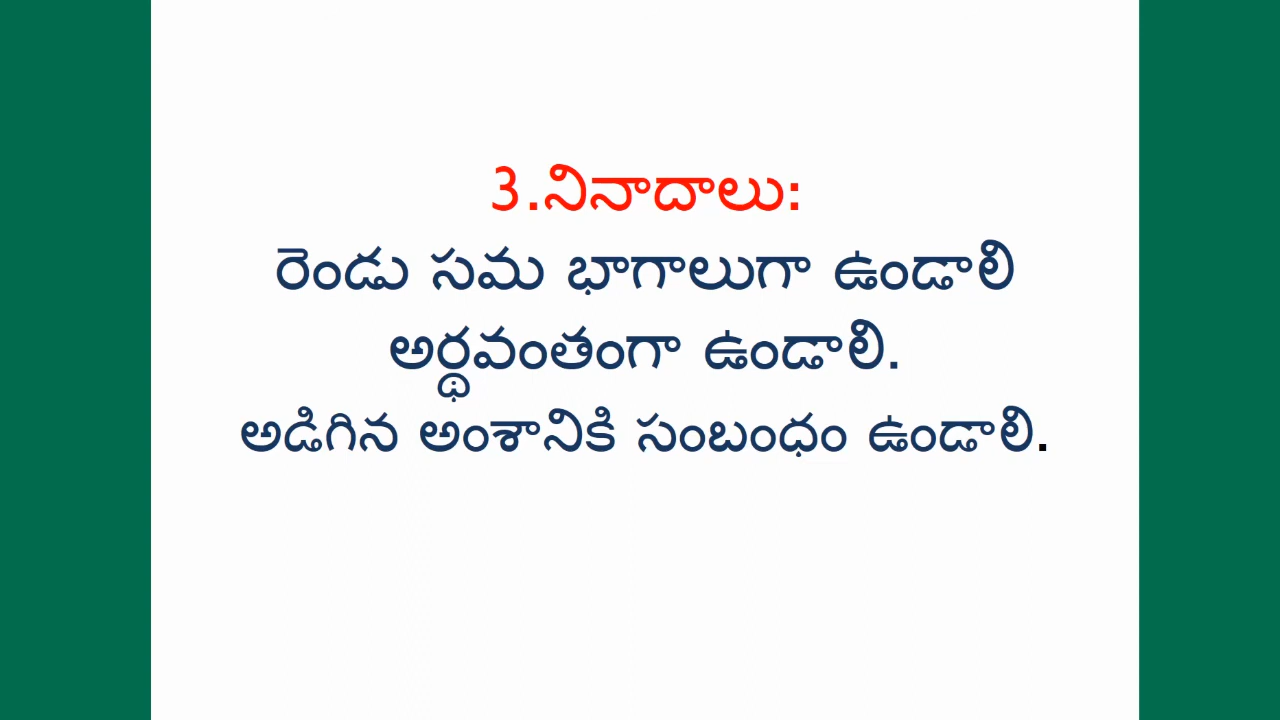 3.నినాదాలు:
రెండు సమ భాగాలుగా ఉండాలి
అర్థవంతంగా ఉండాలి.
అడిగిన అంశానికి సంబంధం ఉండాలి.